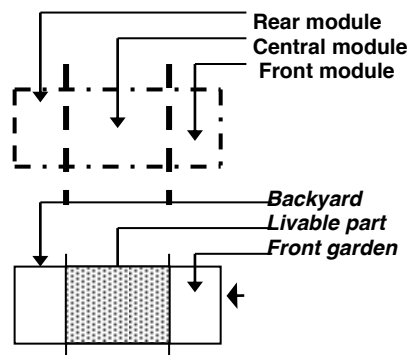 Rear module
Central module
Front module
Backyard
Livable part
Front garden